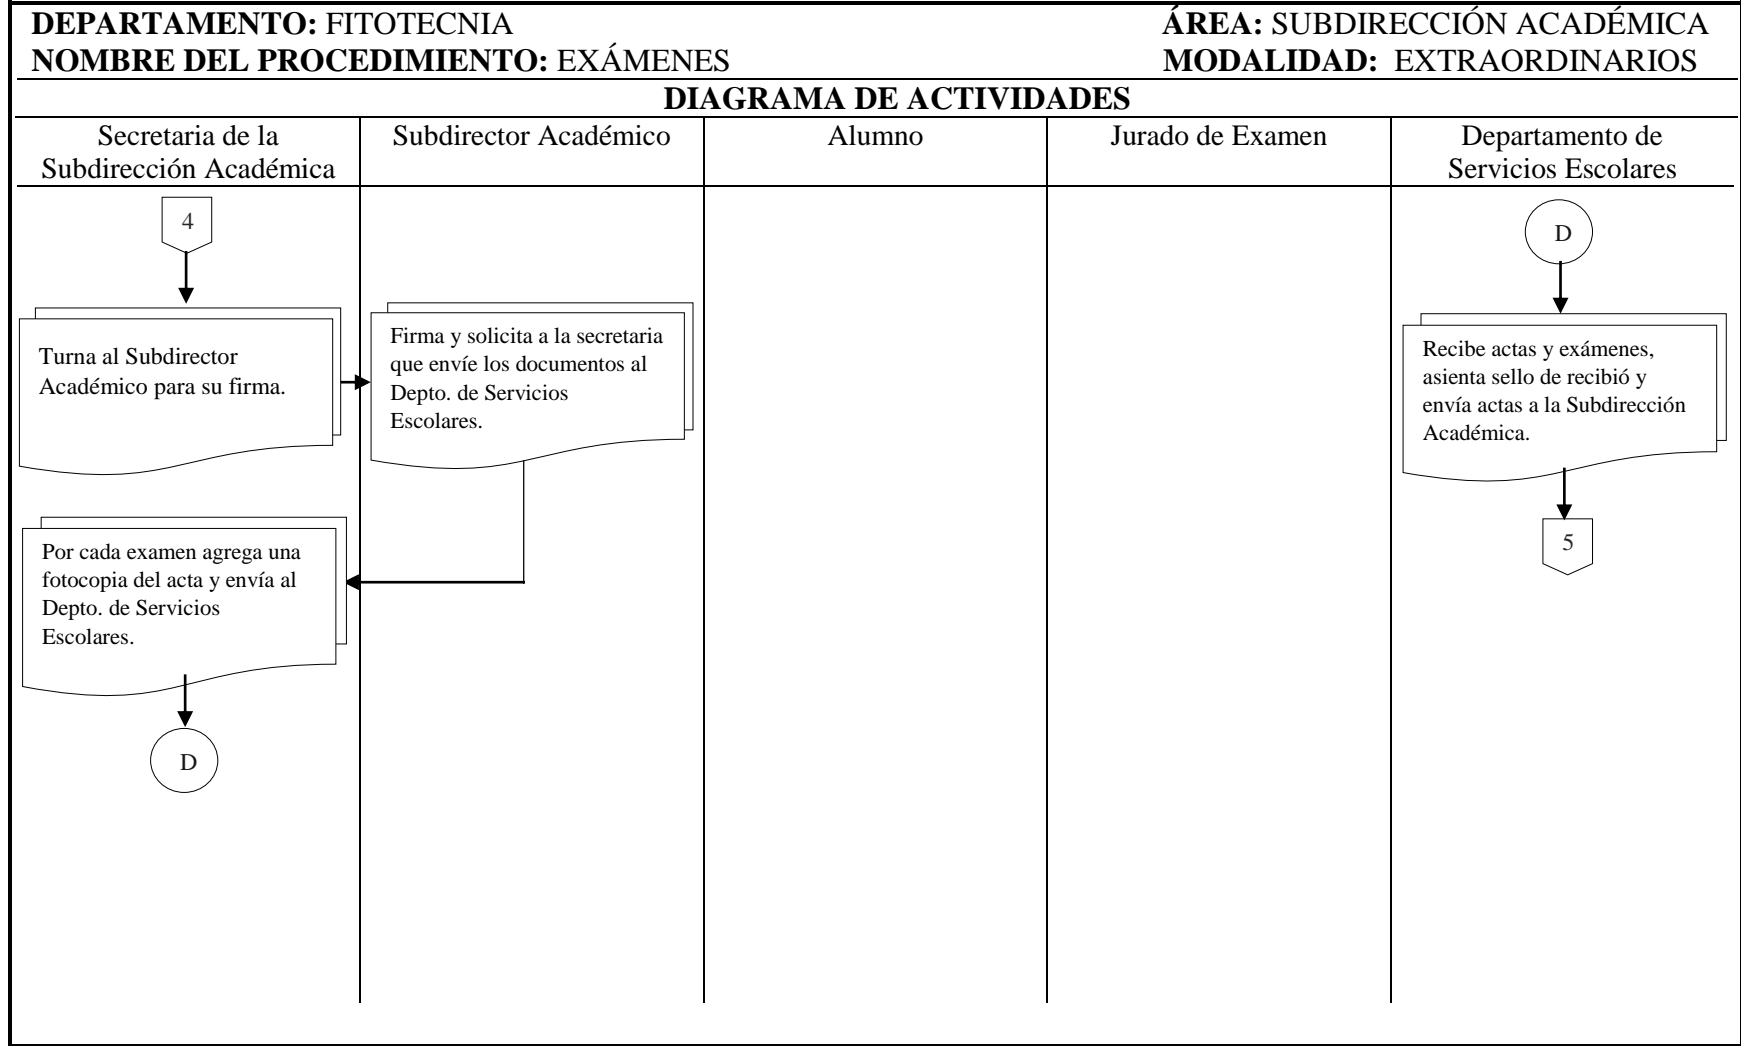 DEPARTAMENTO: FITOTECNIA ÁREA: SUBDIRECCIÓN ACADÉMICA
NOMBRE DEL PROCEDIMIENTO: EXÁMENES MODALIDAD: EXTRAORDINARIOS
DIAGRAMA DE ACTIVIDADES
Secretaria de la
Subdirección Académica
Subdirector Académico
Alumno
Jurado de Examen
Departamento de
Servicios Escolares
4
Turna al Subdirector
Académico para su firma.
Firma y solicita a la secretaria
que envíe los documentos al
Depto. de Servicios
Escolares.
Por cada examen agrega una
fotocopia del acta y envía al
Depto. de Servicios
Escolares.
D
D
Recibe actas y exámenes,
asienta sello de recibió y
envía actas a la Subdirección
Académica.
5